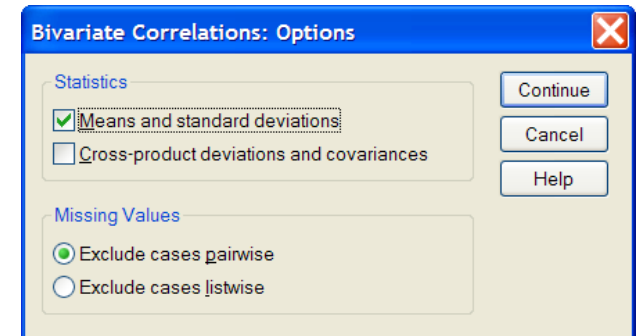 Bivariate Correlations: Options
Statistics
Means and standard deviations
Cross-product deviations and covariances
Missing Values
Exclude cases pairwise
Exclude cases listwise
Continue
Cancel
Help